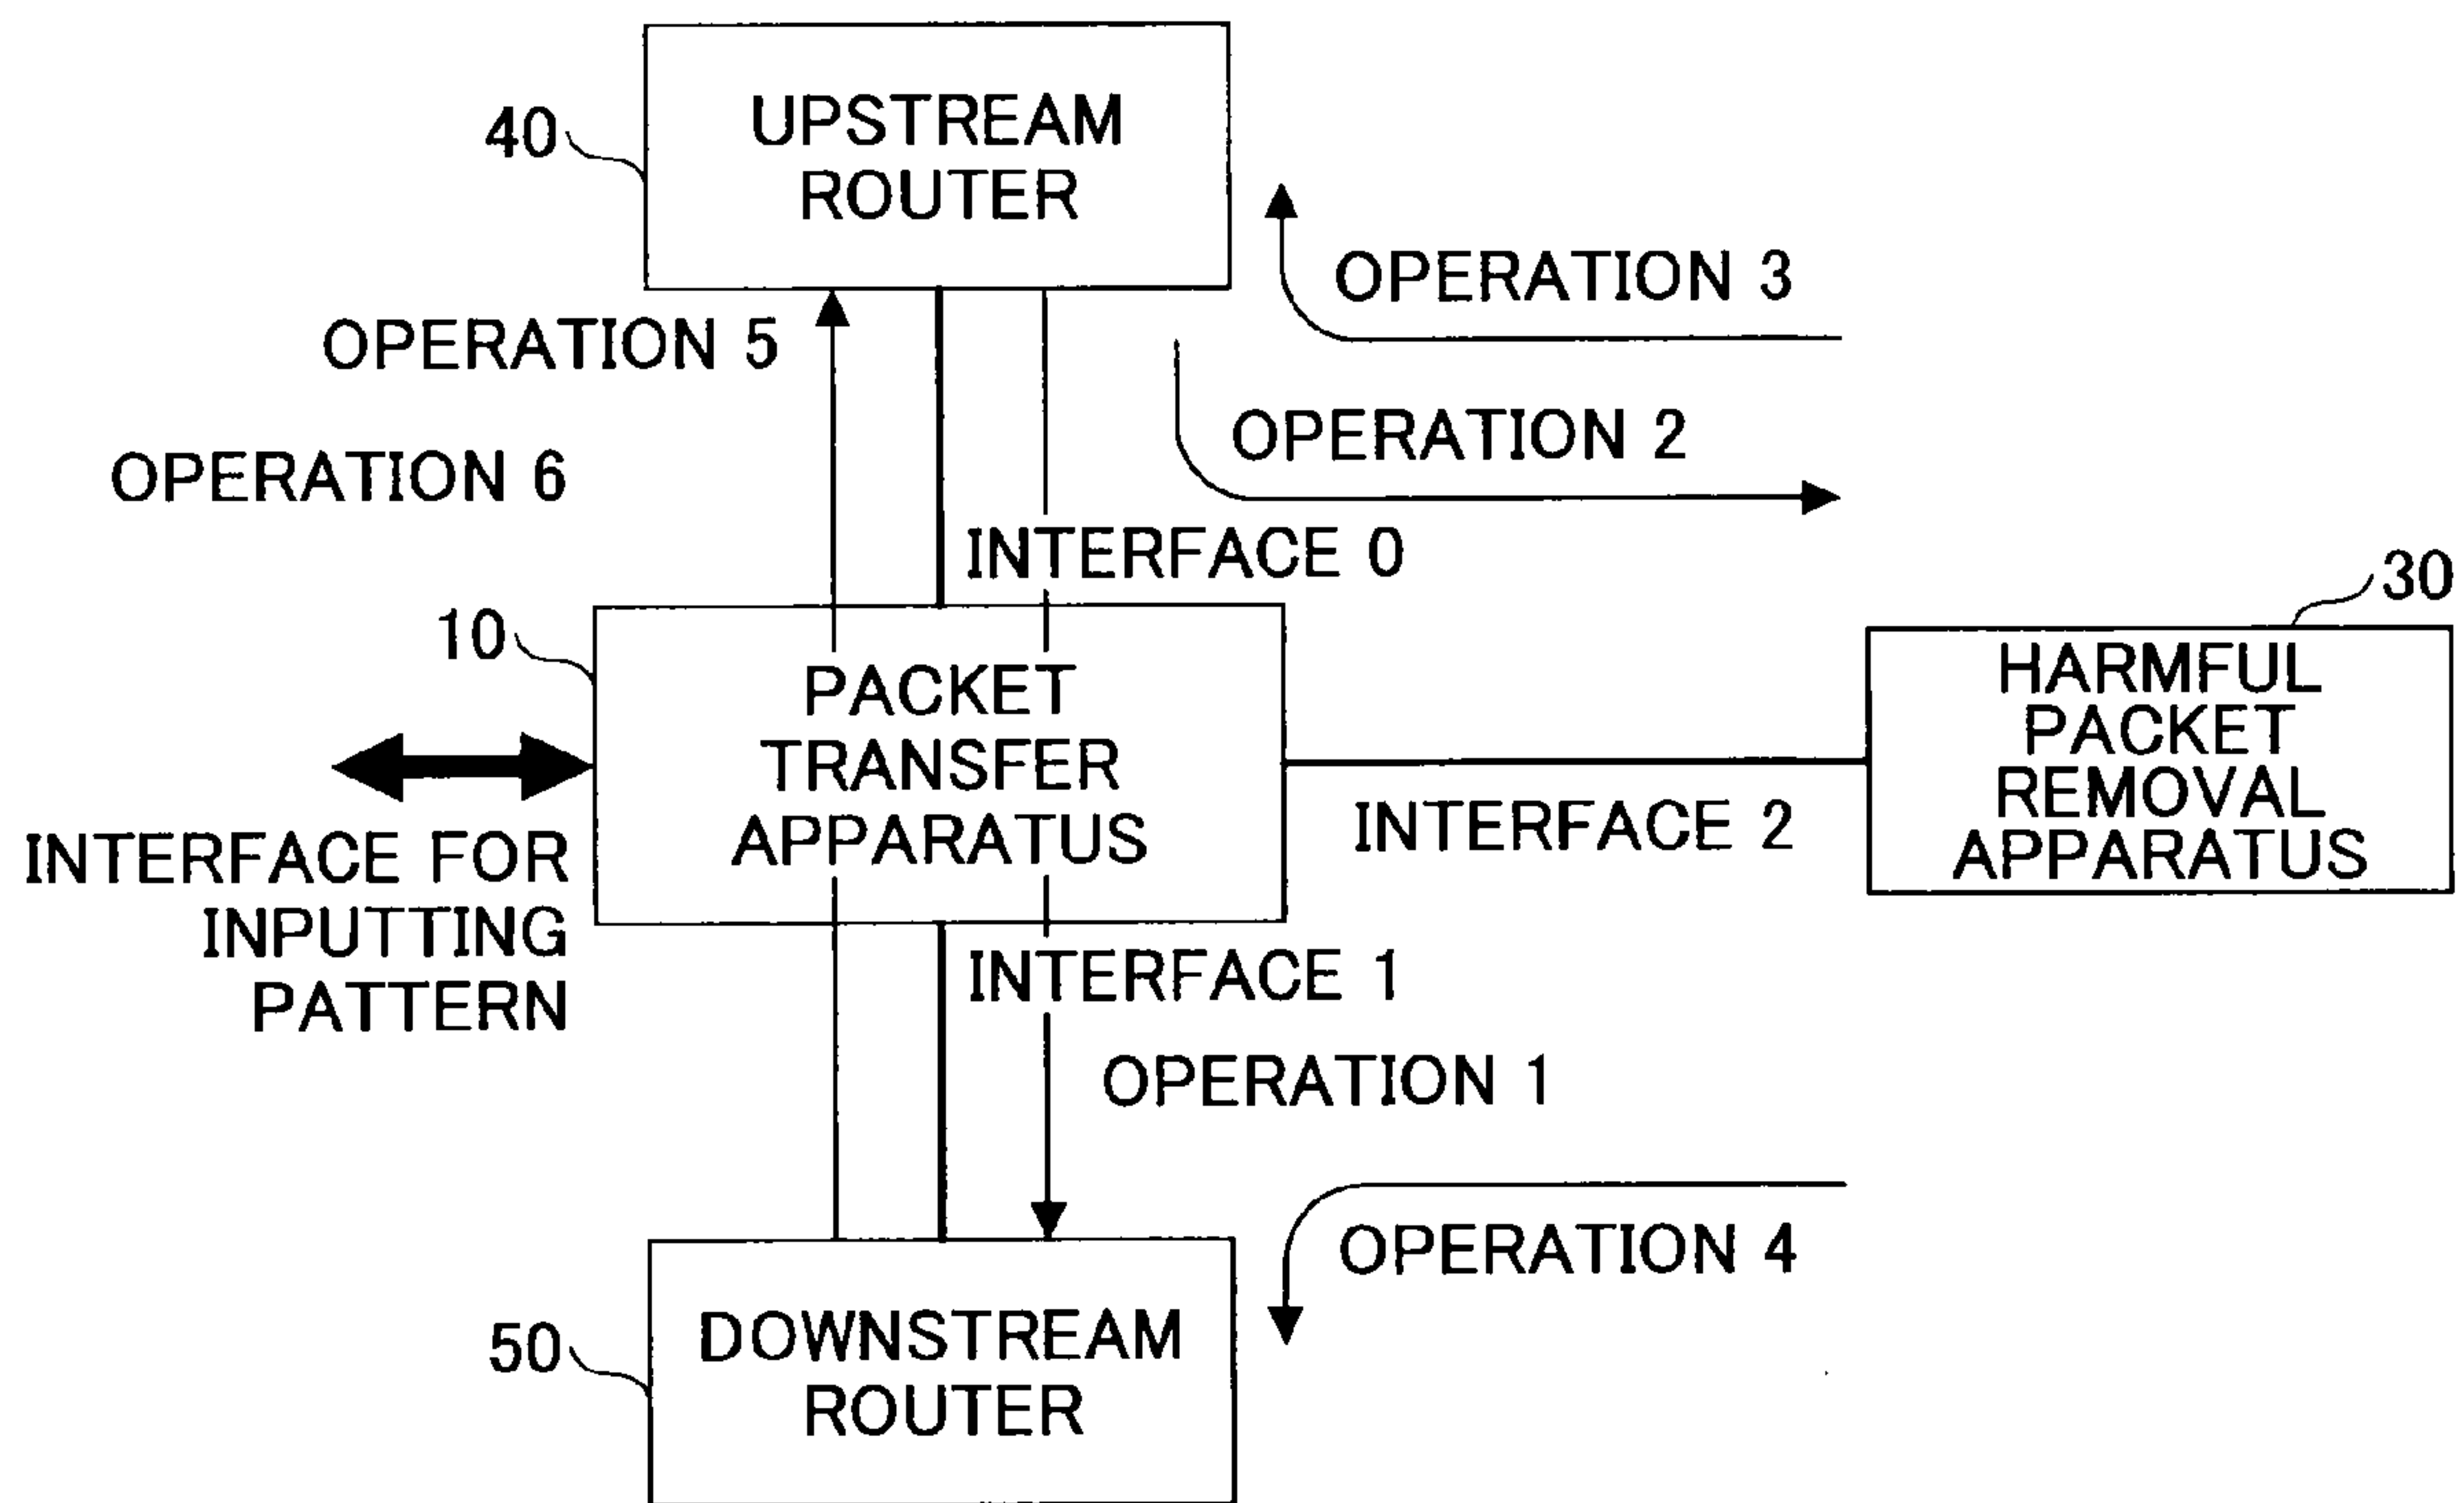 40
UPSTREAM
ROUTER
OPERATION 3
OPERATION 5
OPERATION 2
OPERATION 6
INTERFACE 0
30
10
HARMFUL
PACKET
REMOVAL
APPARATUS
PACKET
TRANSFER
APPARATUS
INTERFACE 2
INTERFACE FOR
INPUTTING
PATTERN
INTERFACE 1
OPERATION 1
OPERATION 4
50
DOWNSTREAM
ROUTER